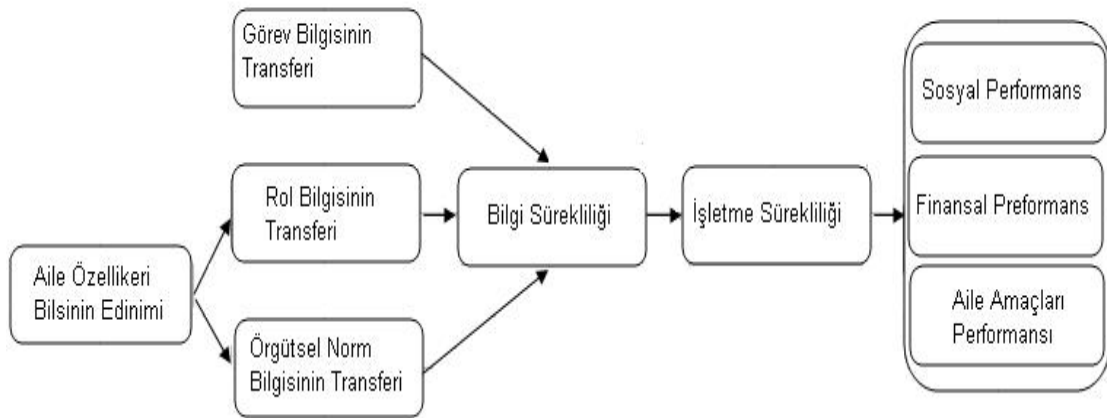 Görev Bilgisinin
Transferi
Rol Bilgisinin
Transferi
Aile Özellikeri
Bilsinin Edinimi
Örgütsel Norm
Bilgisinin Transferi
Bilgi Sürekliliği
İşletme Sürekliliği
Sosyal Performans
Finansal Preformans
Aile Amaçları
Performansı